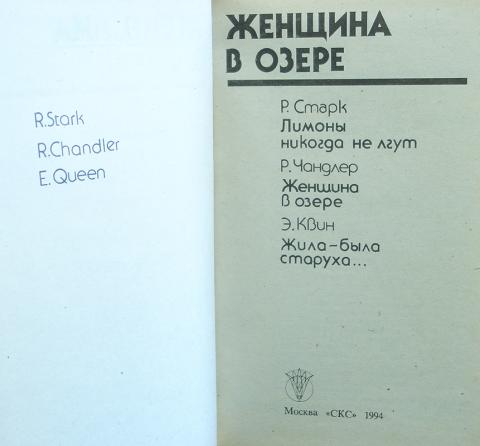 R.Stark
R.Chandler
E.Queen
ЖЕНЩИНА
В ОЗЕРЕ
Р. Старк
Лимоны
никогда не лгут
Р. Чандлер
Женщина
в озере
Э. Квин
Жила-была
старуха...
Москва «СКС» 1994